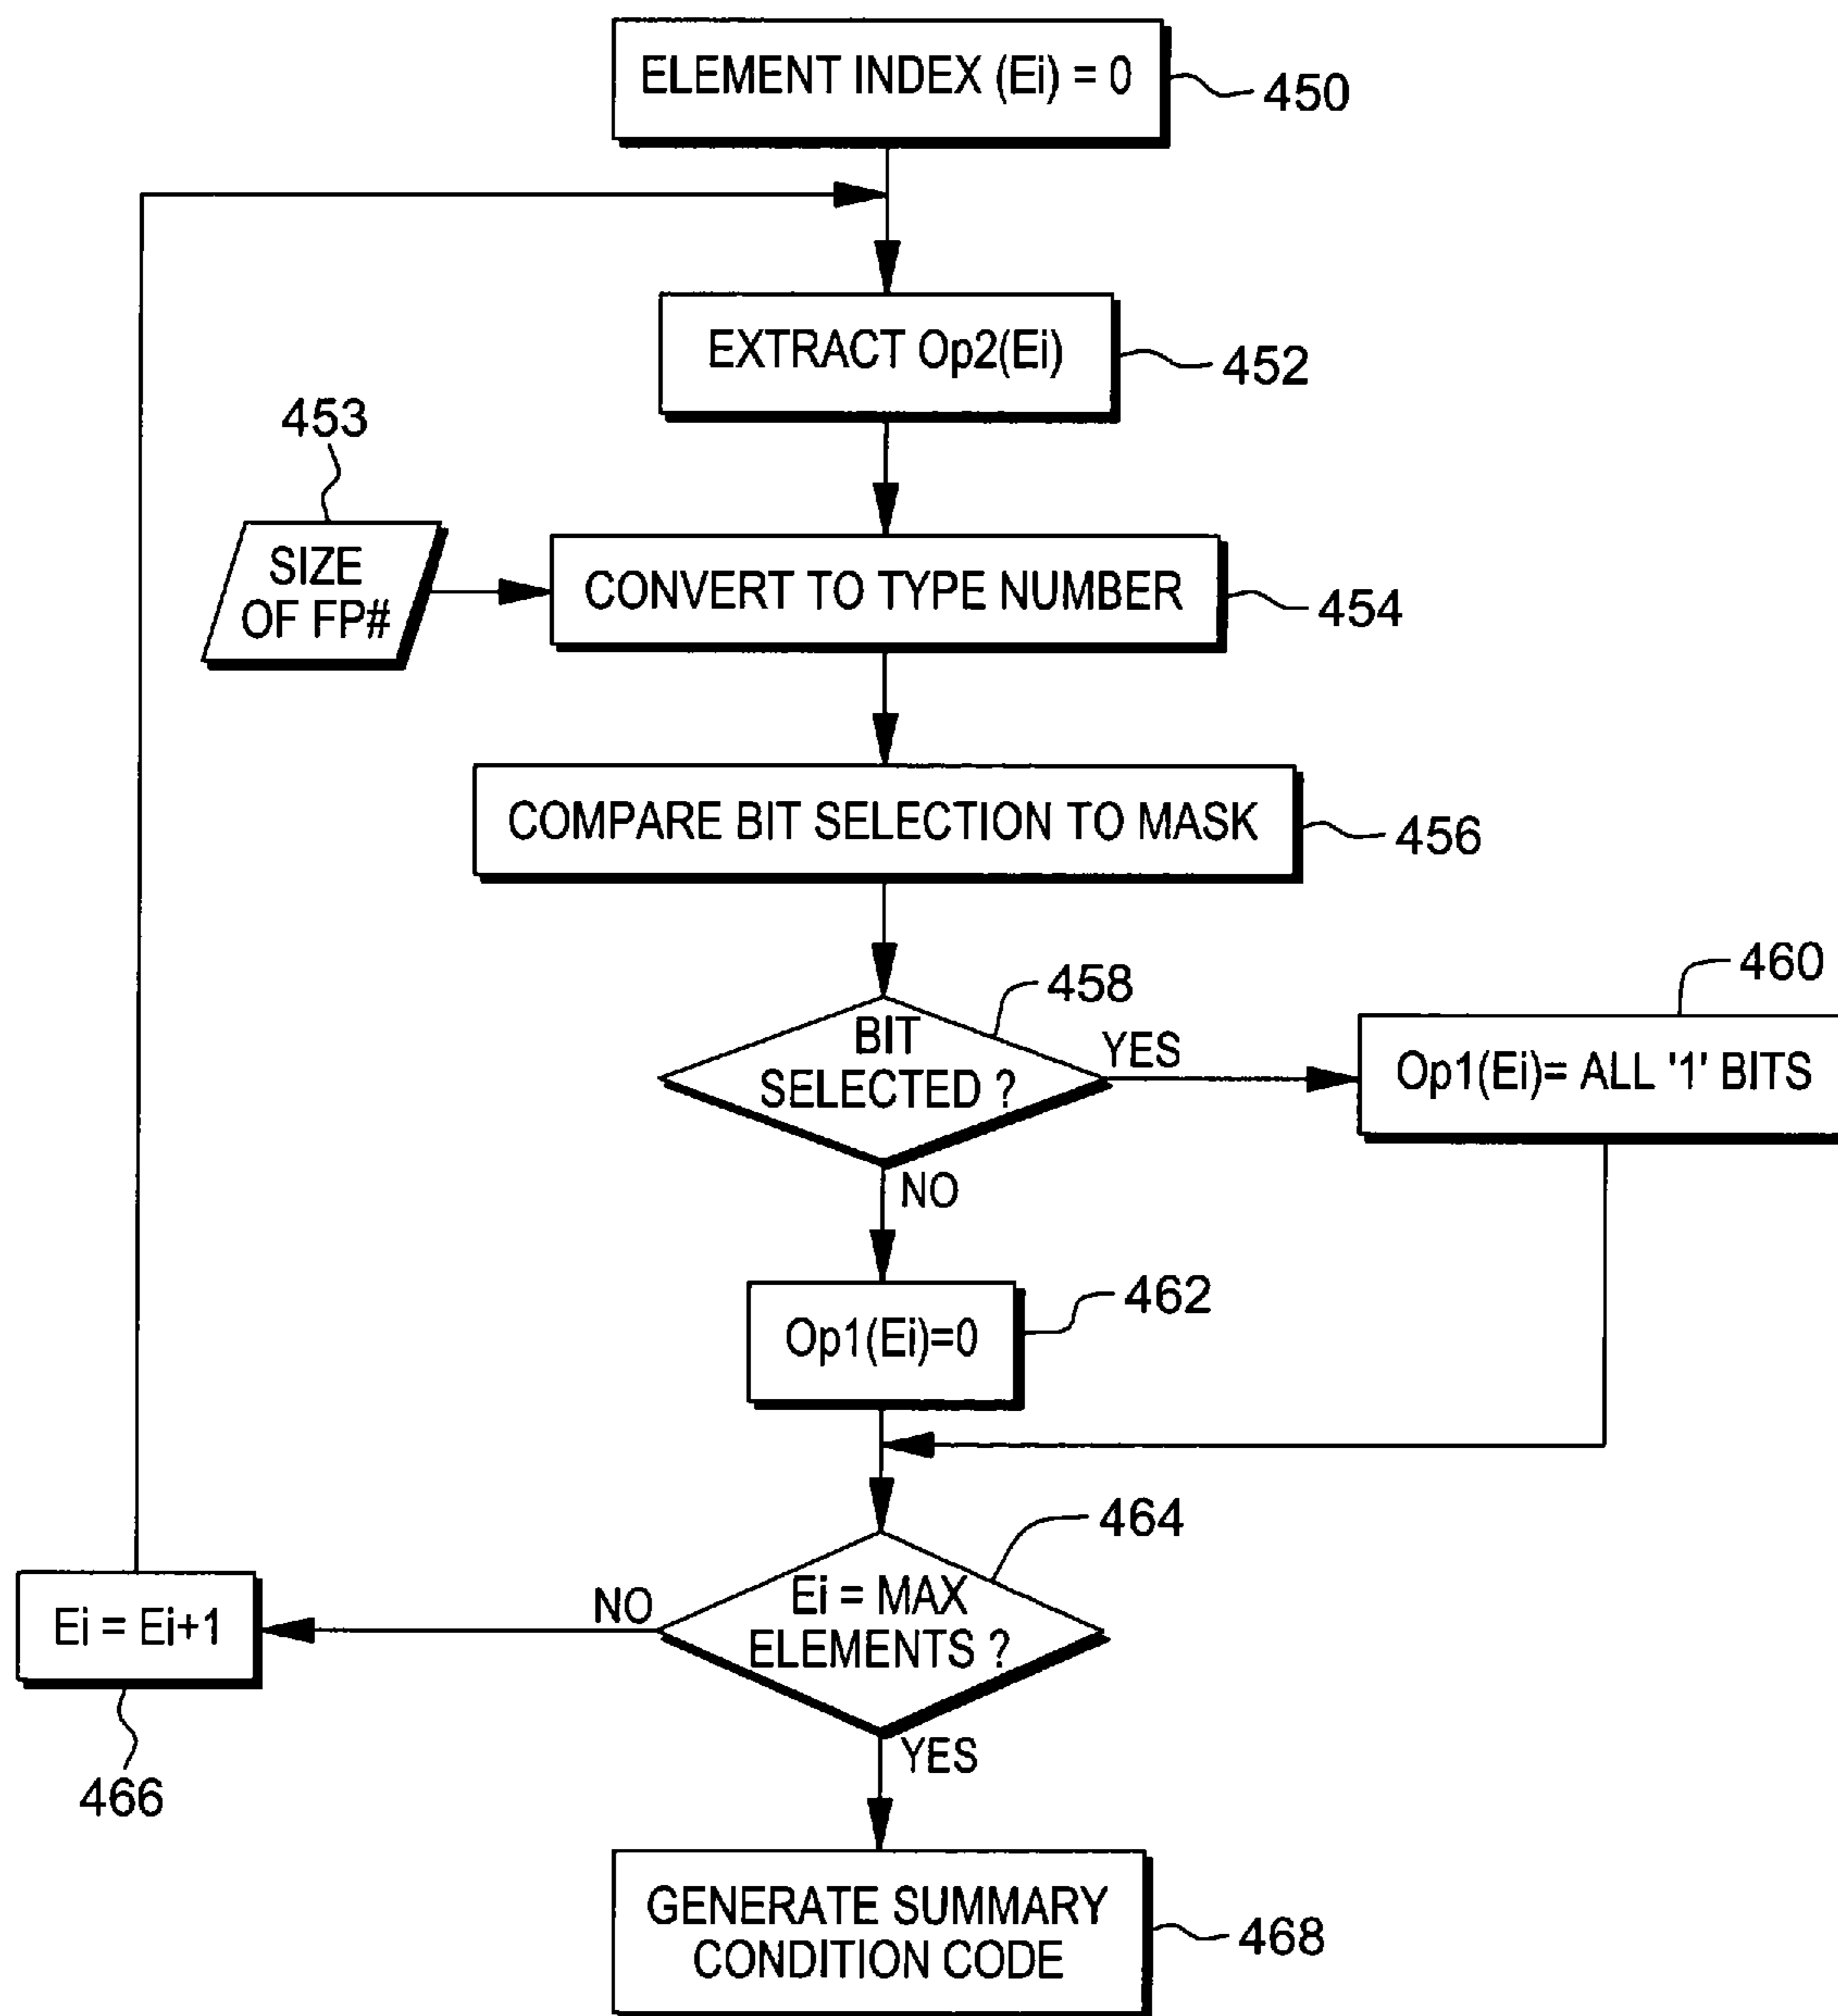 ELEMENT INDEX (Ei) = 0
450
EXTRACT Op2(Ei)
452
453
SIZE
OF FP#
CONVERT TO TYPE NUMBER
454
COMPARE BIT SELECTION TO MASK
456
458
BIT
SELECTED ?
YES
NO
460
Op1(Ei)= ALL '1' BITS
462
Op1(Ei)=0
464
Ei = MAX
ELEMENTS ?
NO
YES
Ei = Ei+1
466
GENERATE SUMMARY
CONDITION CODE
468